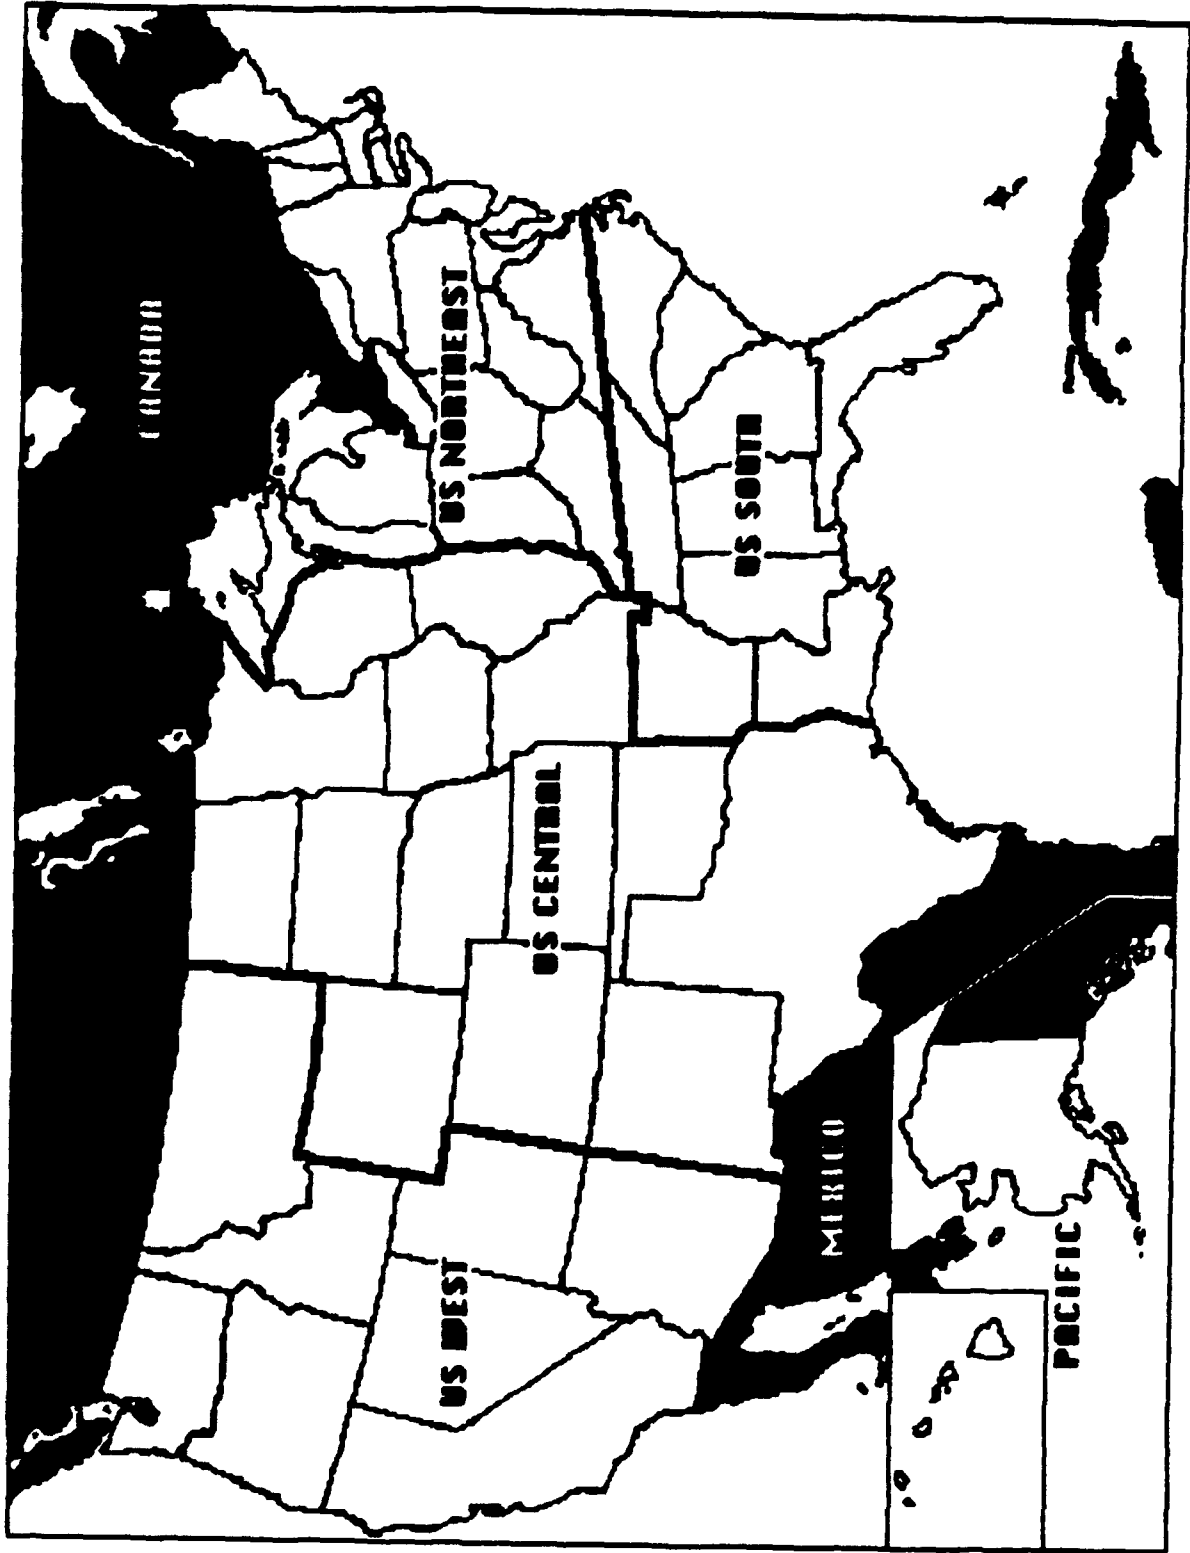 CANADA
US NORTHEAST
US WEST
US CENTRAL
US SOUTH
MEXICO
PACIFIC